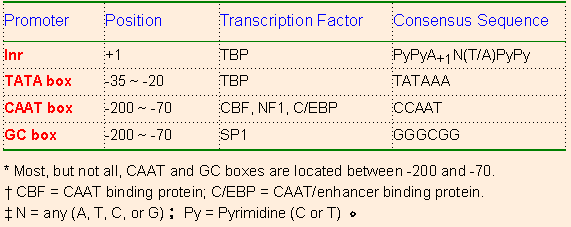 Promoter Position Transcription Factor Consensus Sequence
Inr +1 TBP PyPyA+1N(T/A)PyPy
TATA box -35 ~ -20 TBP TATAAA
CAAT box -200 ~ -70 CBF, NF1, C/EBP CCAAT
GC box -200 ~ -70 SP1 GGGCGG
* Most, but not all, CAAT and GC boxes are located between -200 and -70.
† CBF = CAAT binding protein; C/EBP = CAAT/enhancer binding protein.
‡ N = any (A, T, C, or G)； Py = Pyrimidine (C or T) 。